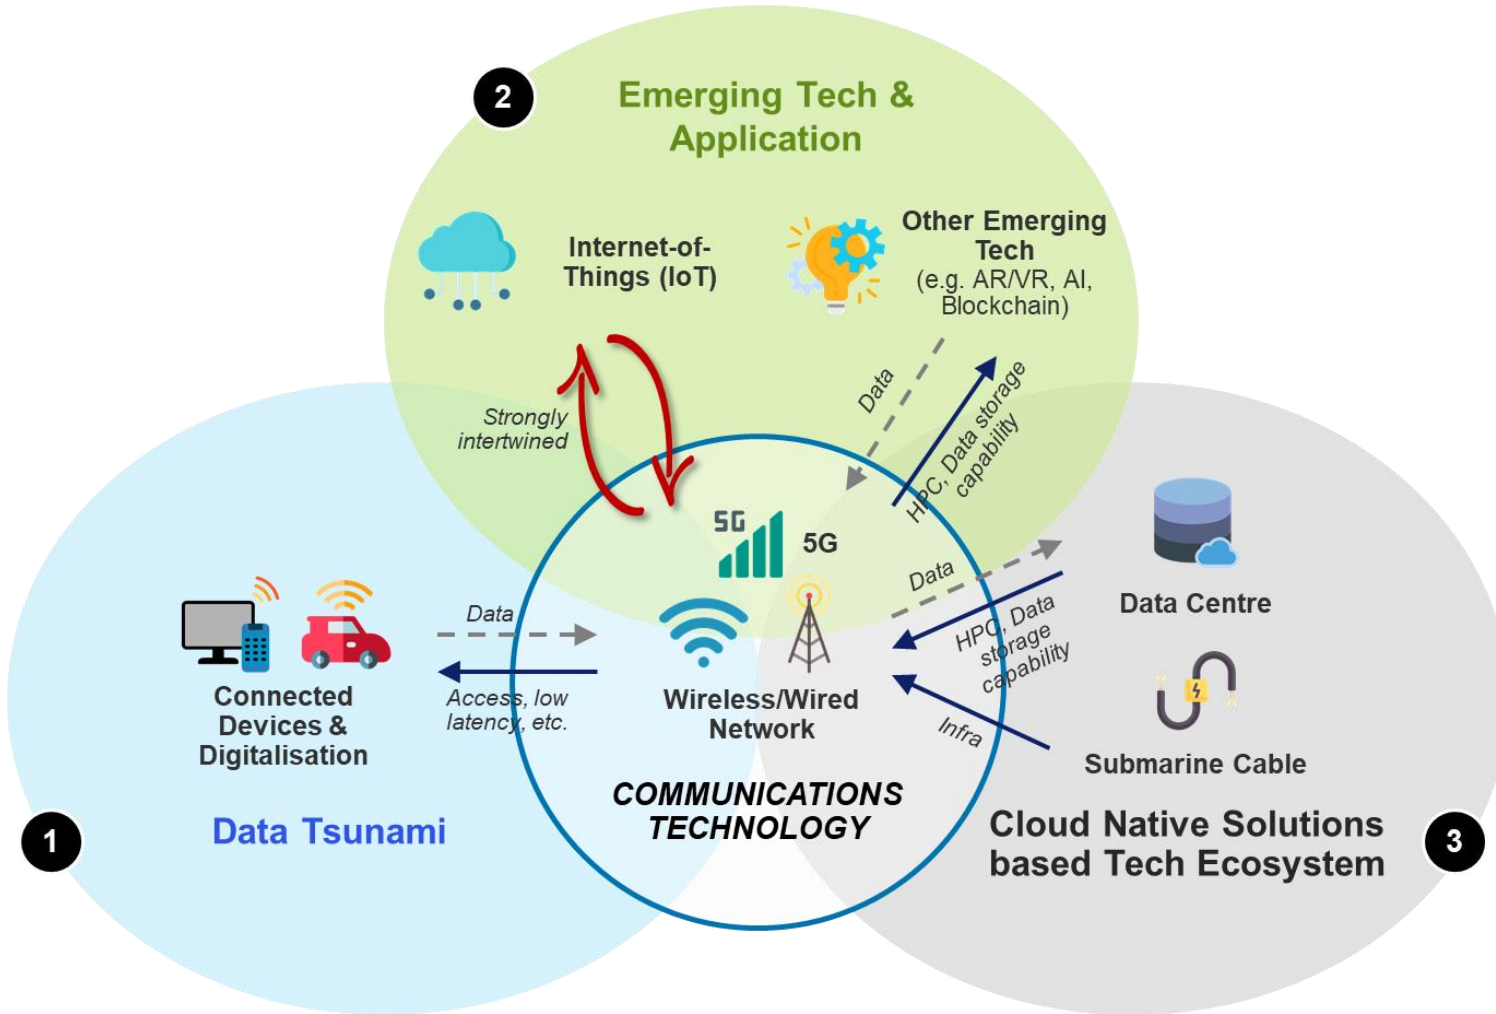 2
Emerging Tech &
Application
Internet-of-
Things (IoT)
Other Emerging
Tech
(e.g. AR/VR, AI,
Blockchain)
Strongly
intertwined
Data
HPC, Data storage
capability
5G
5G
Data
HPC, Data
storage
capability
Data Centre
Data
Access, low
latency, etc.
Wireless/Wired
Network
Infra
Submarine Cable
Connected
Devices &
Digitalisation
COMMUNICATIONS
TECHNOLOGY
1
Data Tsunami
Cloud Native Solutions
based Tech Ecosystem
3